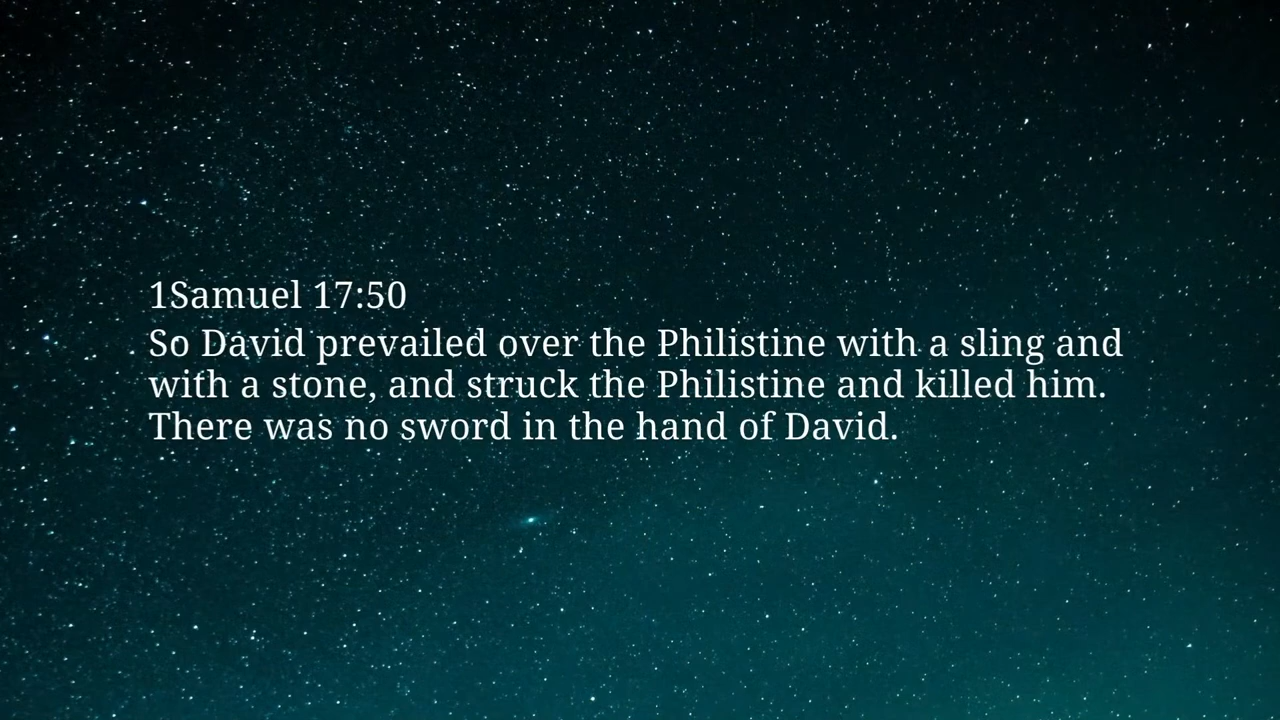 1Samuel 17:50
So David prevailed over the Philistine with a sling and
with a stone, and struck the Philistine and killed him.
There was no sword in the hand of David.